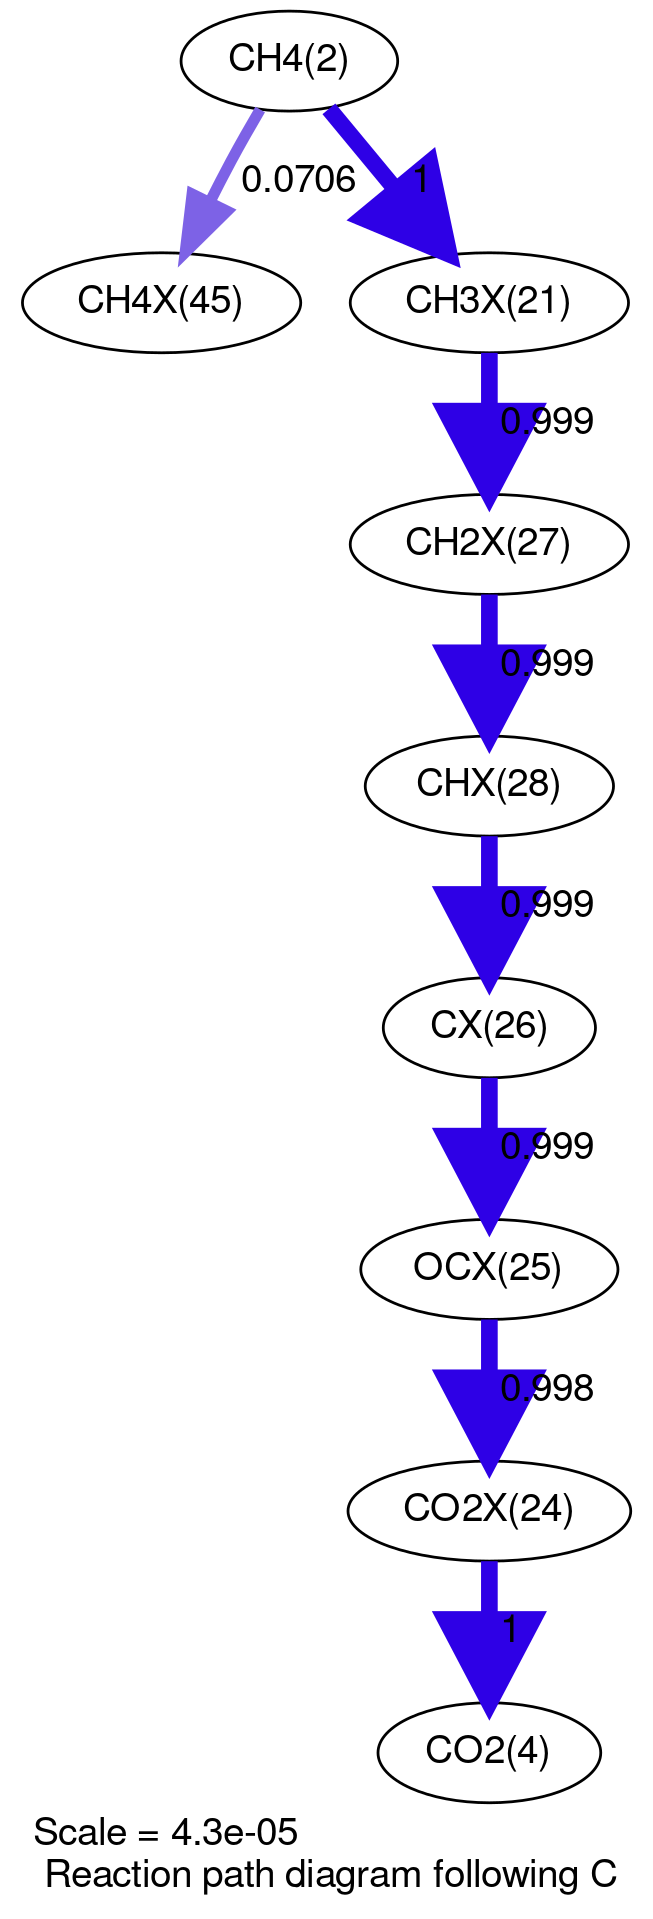 CH4(2)
0.0706
1
CH4X(45)
CH3X(21)
0.999
CH2X(27)
0.999
CHX(28)
0.999
CX(26)
0.999
OCX(25)
0.998
CO2X(24)
1
CO2(4)
Scale = 4.3e-05
Reaction path diagram following C